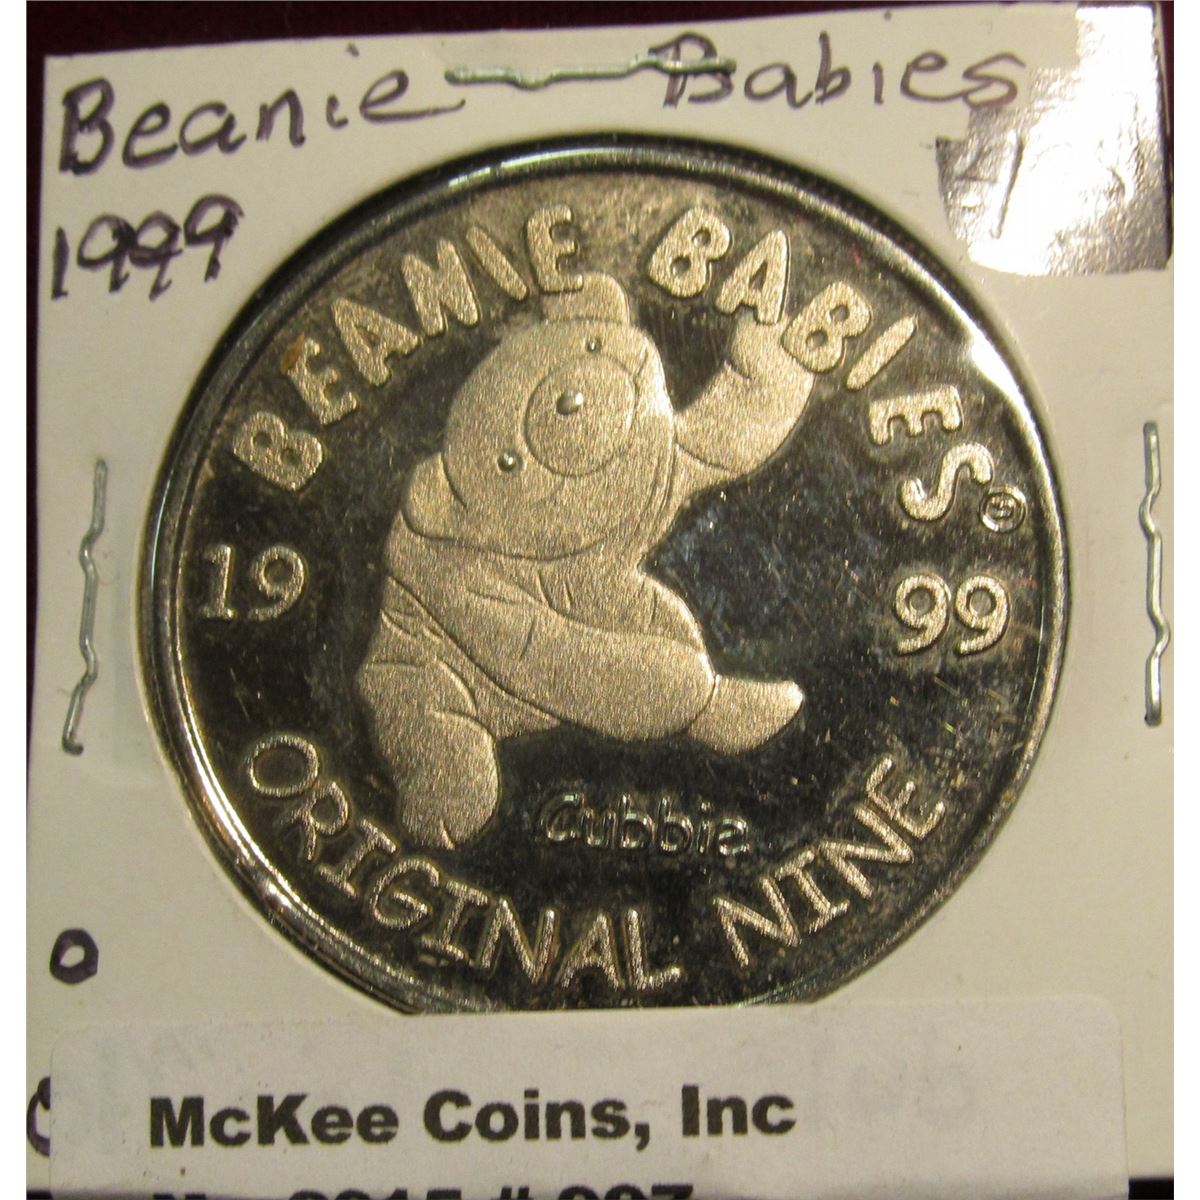 Beanie Babies
1999
BEANIE BABIES
19 99
Cubbie
ORIGINAL NINE
McKee Coins, Inc